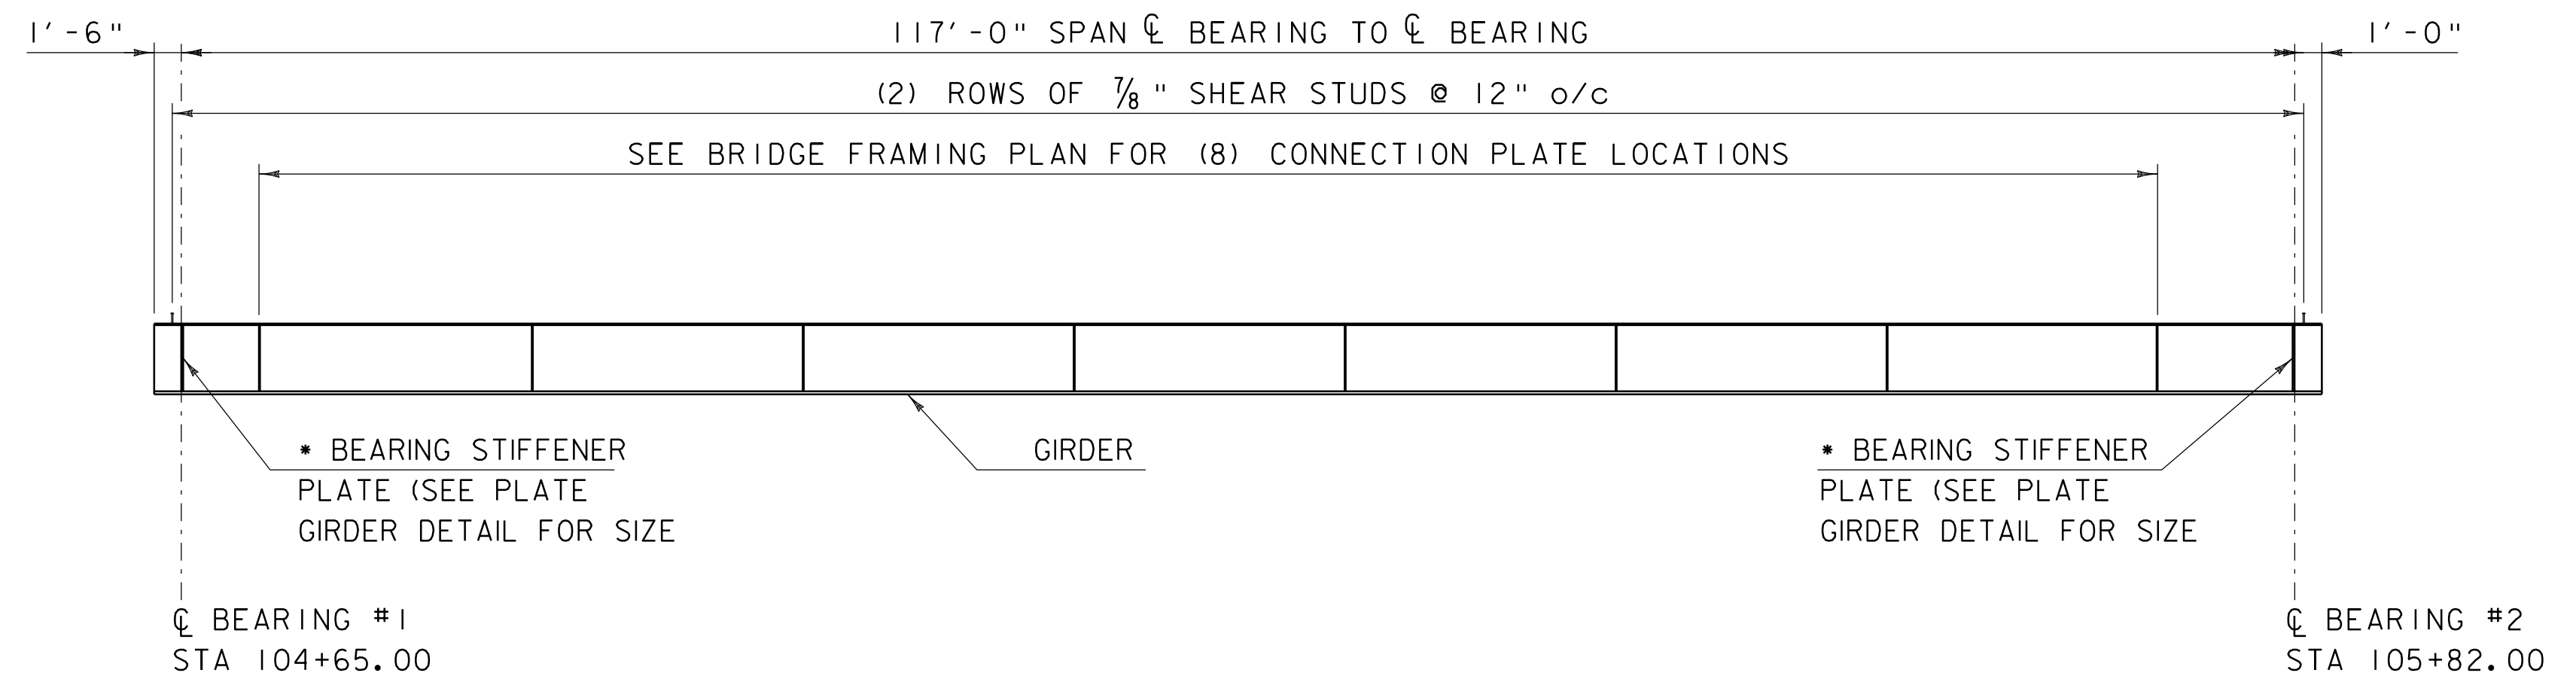 1'-6"
117'-0" SPAN ℄ BEARING TO ℄ BEARING
1'-0"
(2) ROWS OF ⅞" SHEAR STUDS @ 12" o/c
SEE BRIDGE FRAMING PLAN FOR (8) CONNECTION PLATE LOCATIONS
* BEARING STIFFENER
PLATE (SEE PLATE
GIRDER DETAIL FOR SIZE
GIRDER
* BEARING STIFFENER
PLATE (SEE PLATE
GIRDER DETAIL FOR SIZE
℄ BEARING #1
STA 104+65.00
℄ BEARING #2
STA 105+82.00